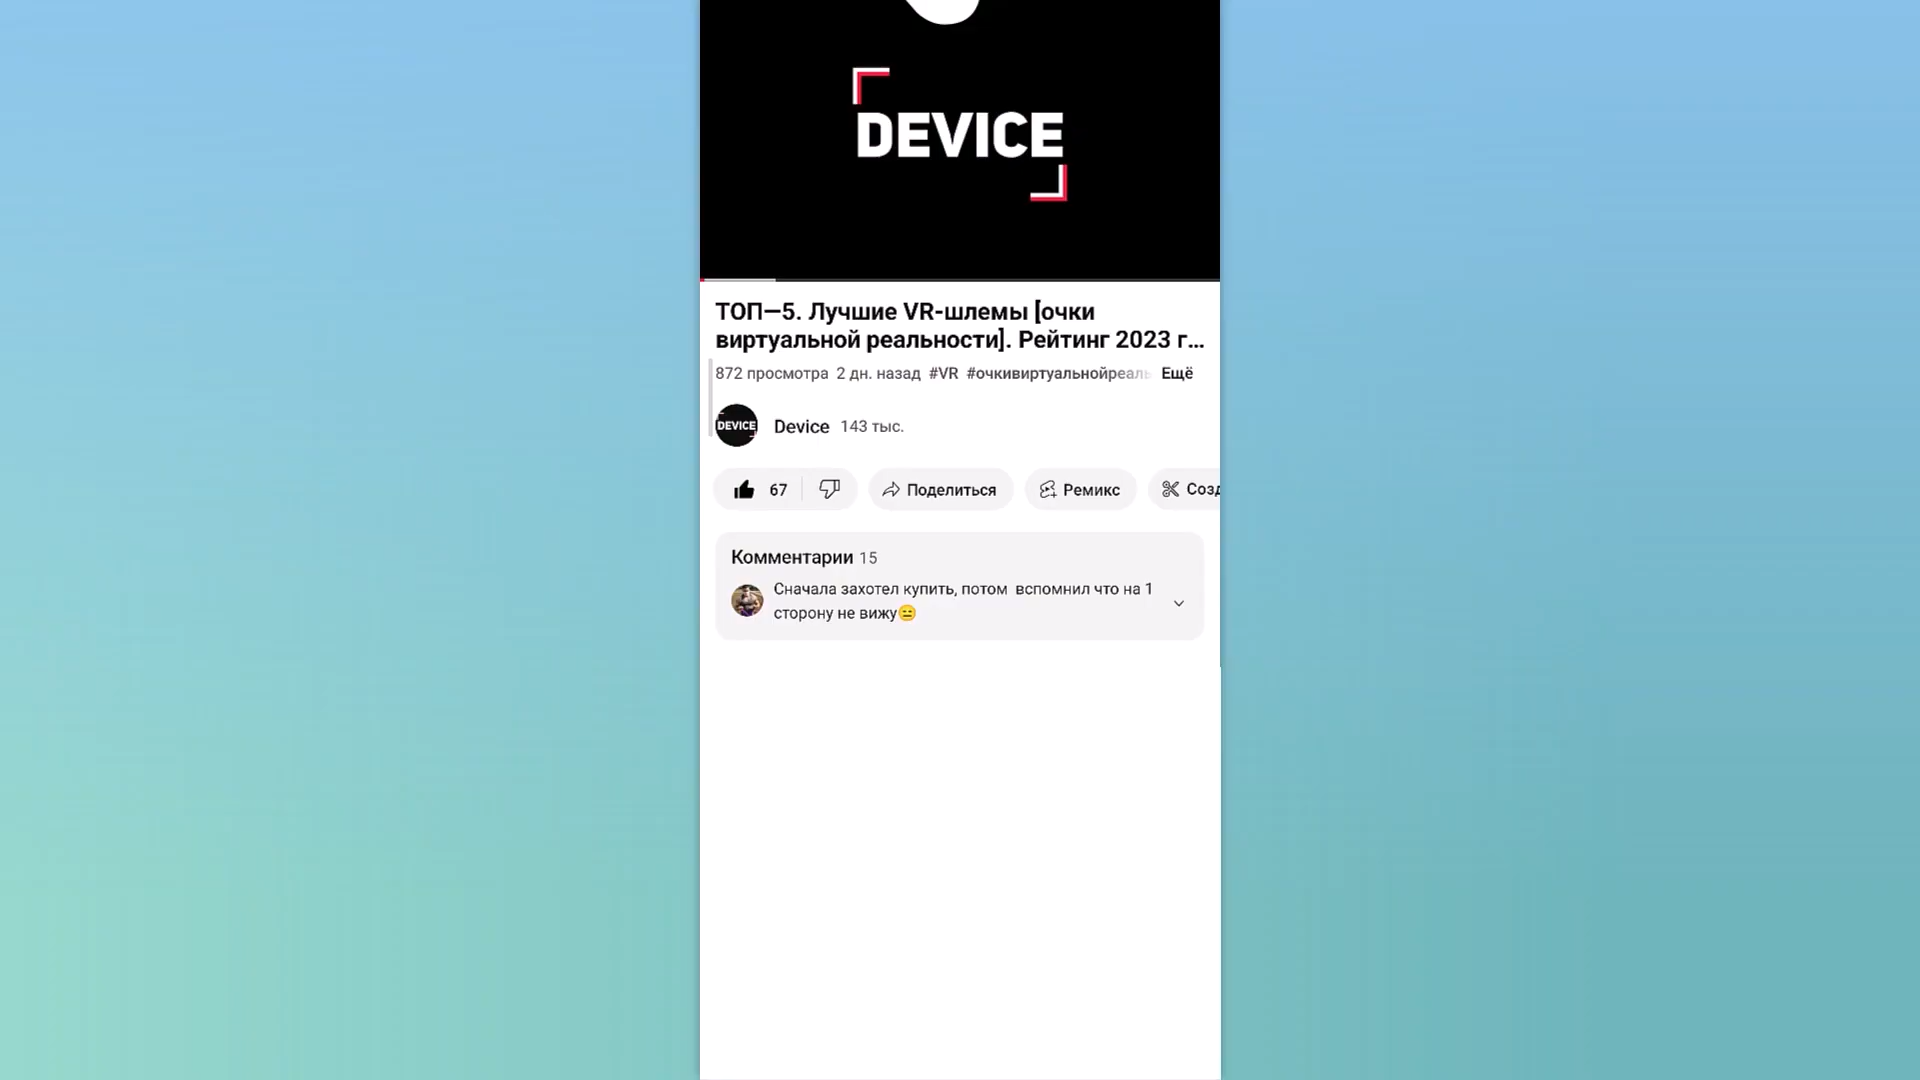 DEVICE
ТОП—5. Лучшие VR-шлемы [очки
виртуальной реальности]. Рейтинг 2023 г...
872 просмотра 2 дн. назад #VR #очкивиртуальнойреаль Ещё
DEVICE
Device 143 тыс.
67 Поделиться Ремикс Созд
Комментарии 15
Сначала захотел купить, потом вспомнил что на 1
сторону не вижу😑